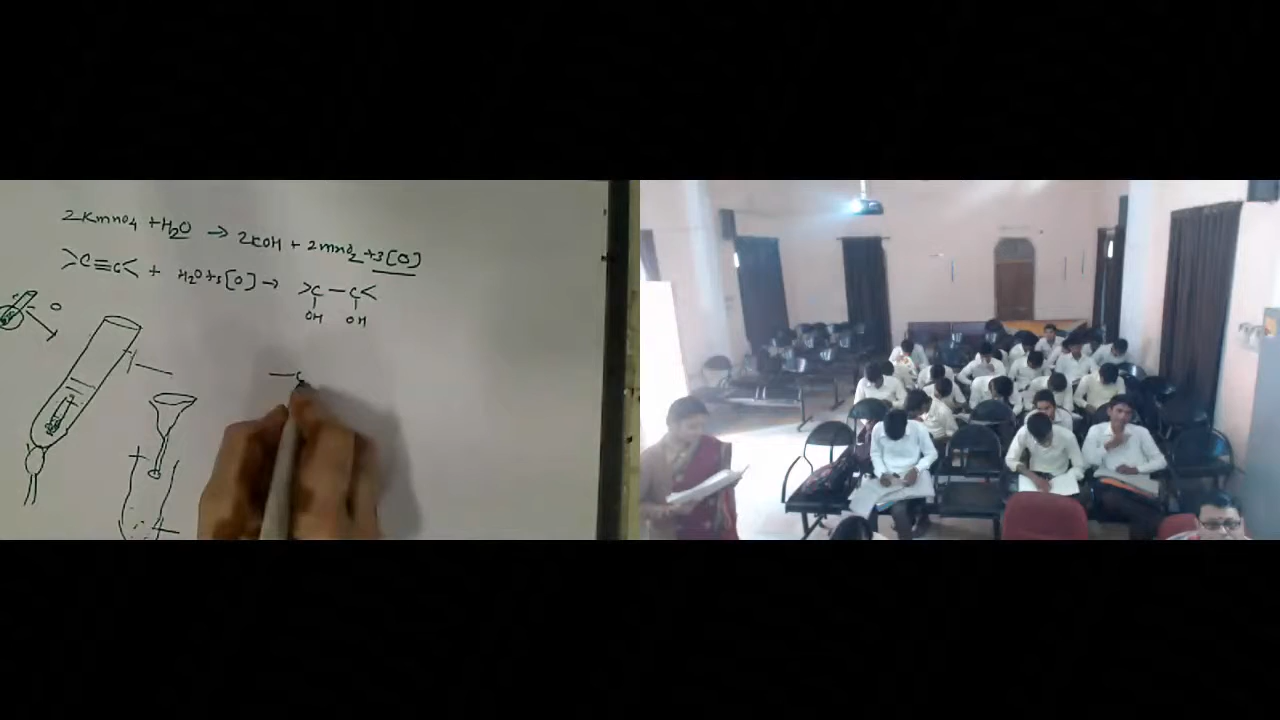 2KmnO4 + H2O → 2KOH + 2mnO2 + 3[O]
>C≡C< + H2O + 3[O] → >C — C<
OH OH
O
— C